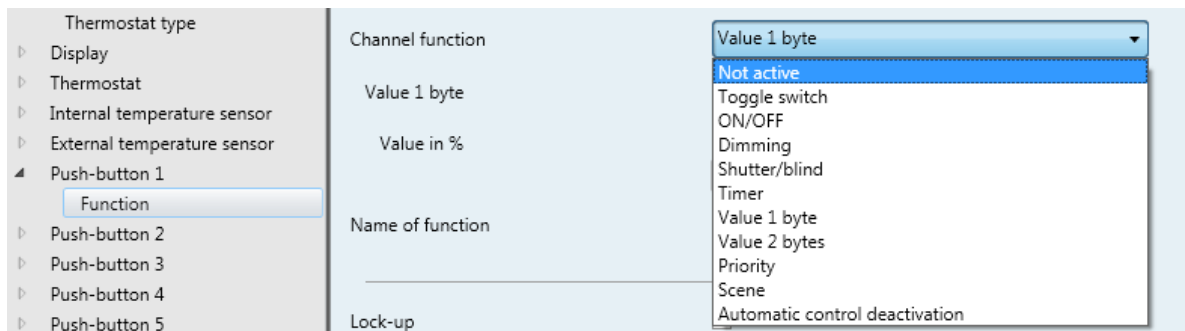 Thermostat type
Display
Thermostat
Internal temperature sensor
External temperature sensor
Push-button 1
Function
Push-button 2
Push-button 3
Push-button 4
Push-button 5
Channel function
Value 1 byte
Value 1 byte
Value in %
Name of function
Lock-up
Not active
Toggle switch
ON/OFF
Dimming
Shutter/blind
Timer
Value 1 byte
Value 2 bytes
Priority
Scene
Automatic control deactivation